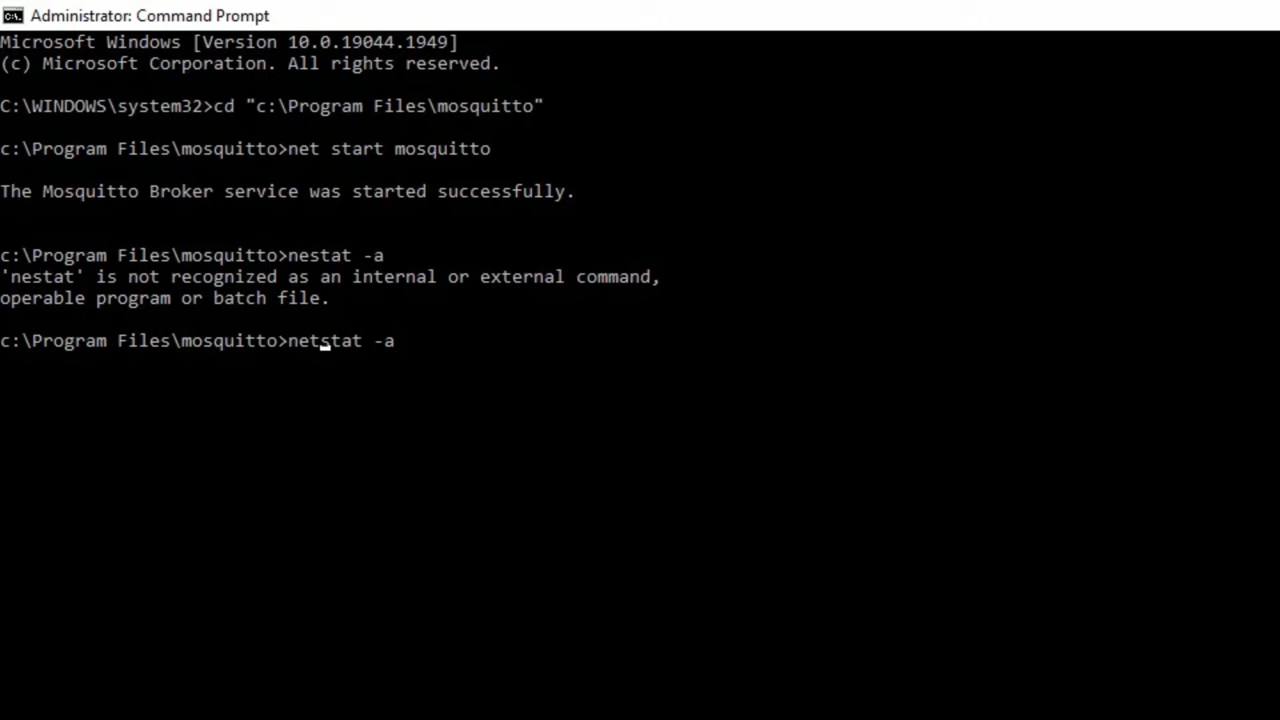 Administrator: Command Prompt
Microsoft Windows [Version 10.0.19044.1949]
(c) Microsoft Corporation. All rights reserved.
C:\WINDOWS\system32>cd "c:\Program Files\mosquitto"
c:\Program Files\mosquitto>net start mosquitto
The Mosquitto Broker service was started successfully.
c:\Program Files\mosquitto>nestat -a
'nestat' is not recognized as an internal or external command,
operable program or batch file.
c:\Program Files\mosquitto>netstat -a